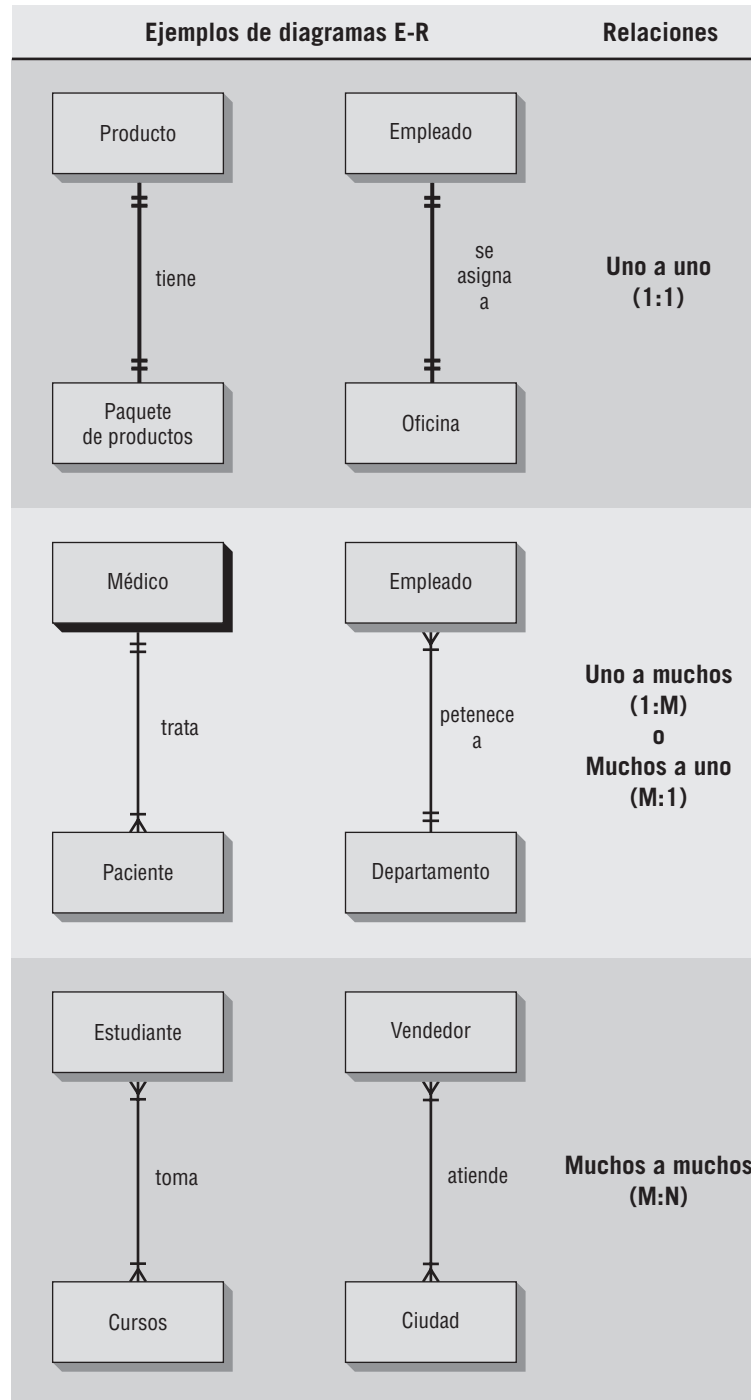 Ejemplos de diagramas E-R
Relaciones
Producto
tiene
Paquete
de productos
Empleado
se
asigna
a
Oficina
Uno a uno
(1:1)
Médico
trata
Paciente
Empleado
petenece
a
Departamento
Uno a muchos
(1:M)
o
Muchos a uno
(M:1)
Estudiante
toma
Cursos
Vendedor
atiende
Ciudad
Muchos a muchos
(M:N)